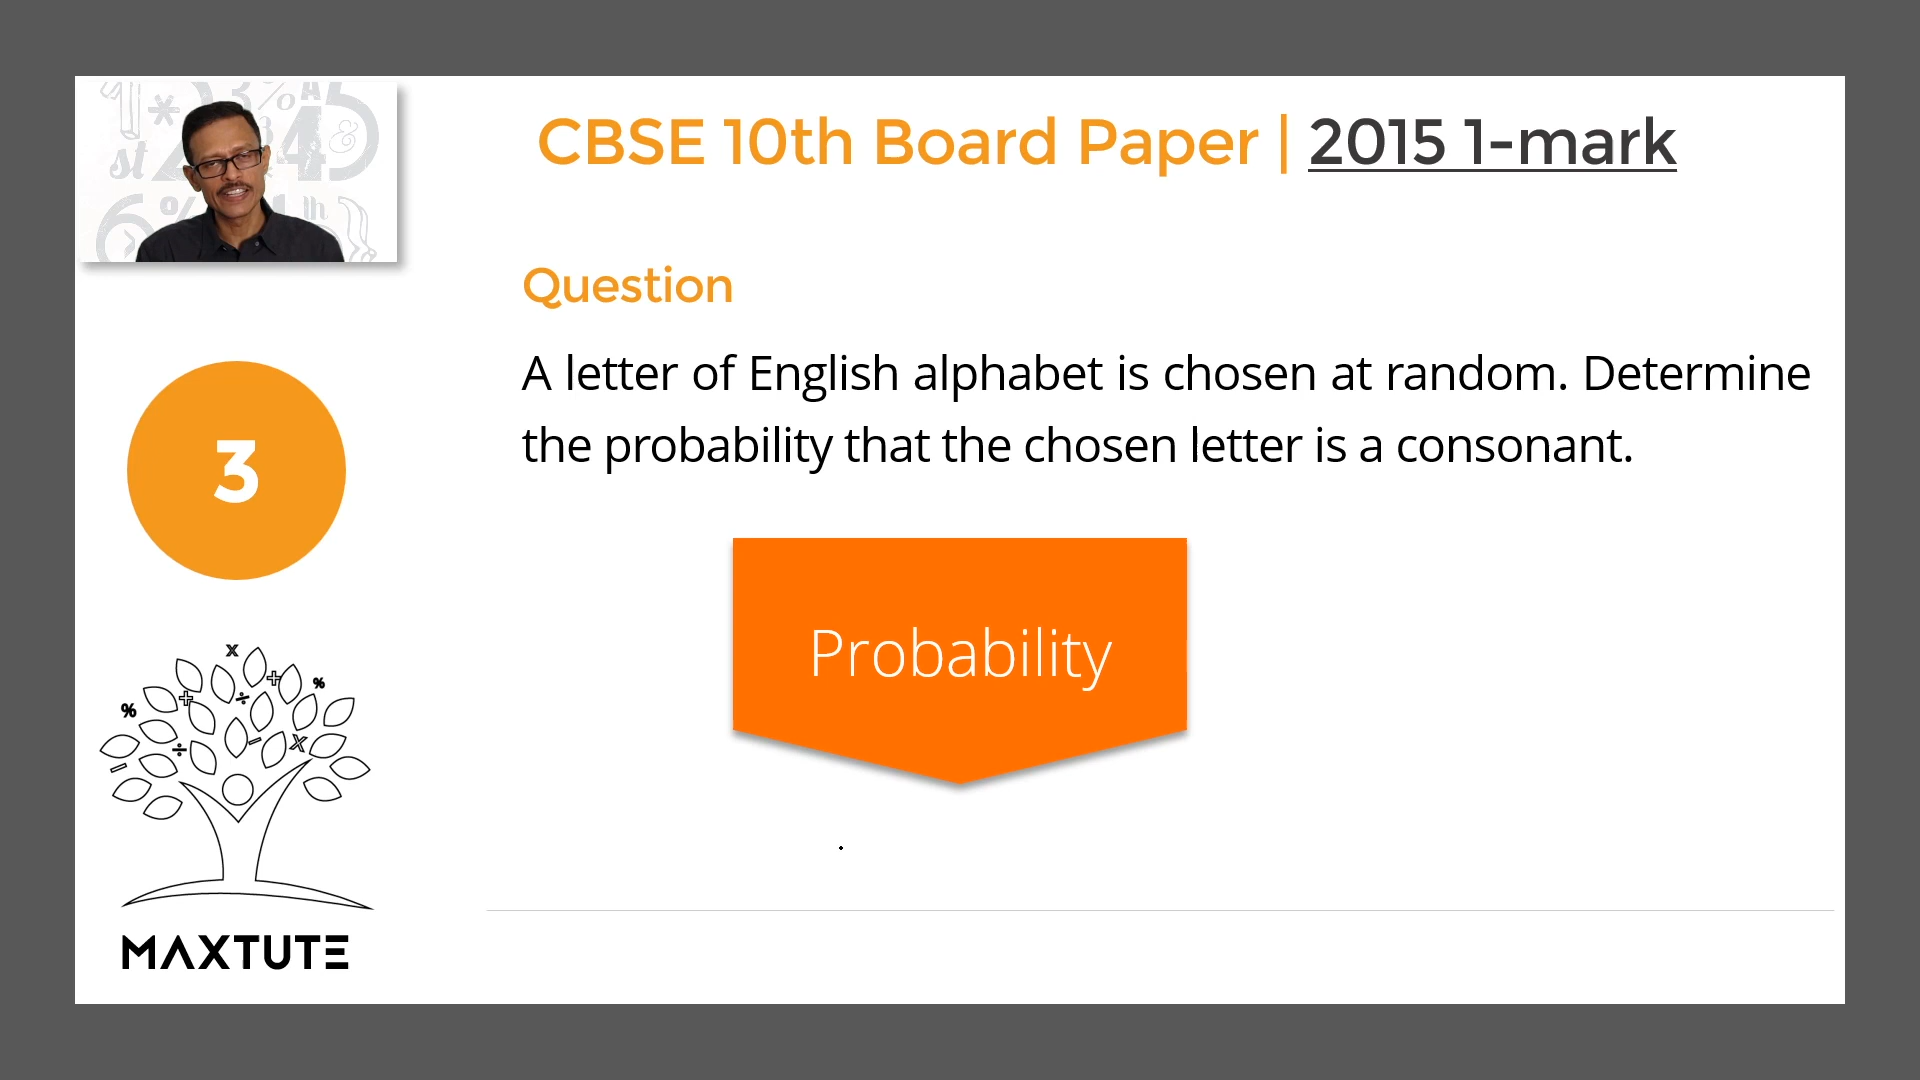 CBSE 10th Board Paper | 2015 1-mark
Question
A letter of English alphabet is chosen at random. Determine
the probability that the chosen letter is a consonant.
3
Probability
MAXTUTE